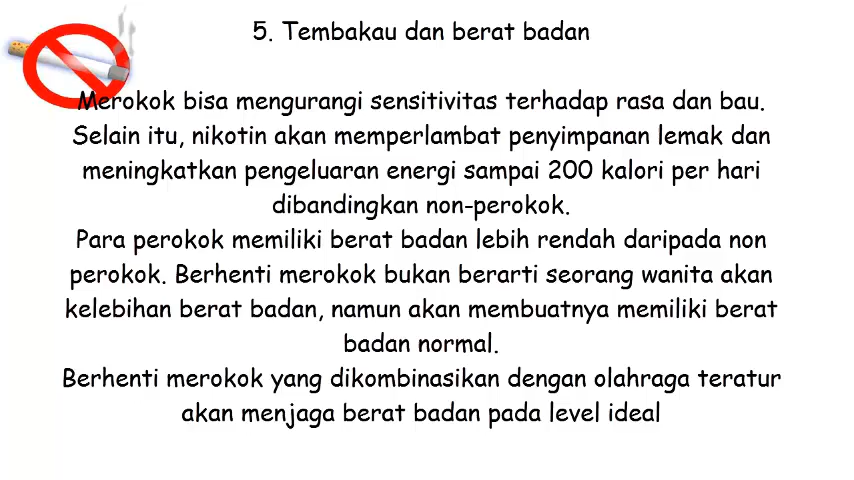 5. Tembakau dan berat badan
Merokok bisa mengurangi sensitivitas terhadap rasa dan bau.
Selain itu, nikotin akan memperlambat penyimpanan lemak dan
meningkatkan pengeluaran energi sampai 200 kalori per hari
dibandingkan non-perokok.
Para perokok memiliki berat badan lebih rendah daripada non
perokok. Berhenti merokok bukan berarti seorang wanita akan
kelebihan berat badan, namun akan membuatnya memiliki berat
badan normal.
Berhenti merokok yang dikombinasikan dengan olahraga teratur
akan menjaga berat badan pada level ideal